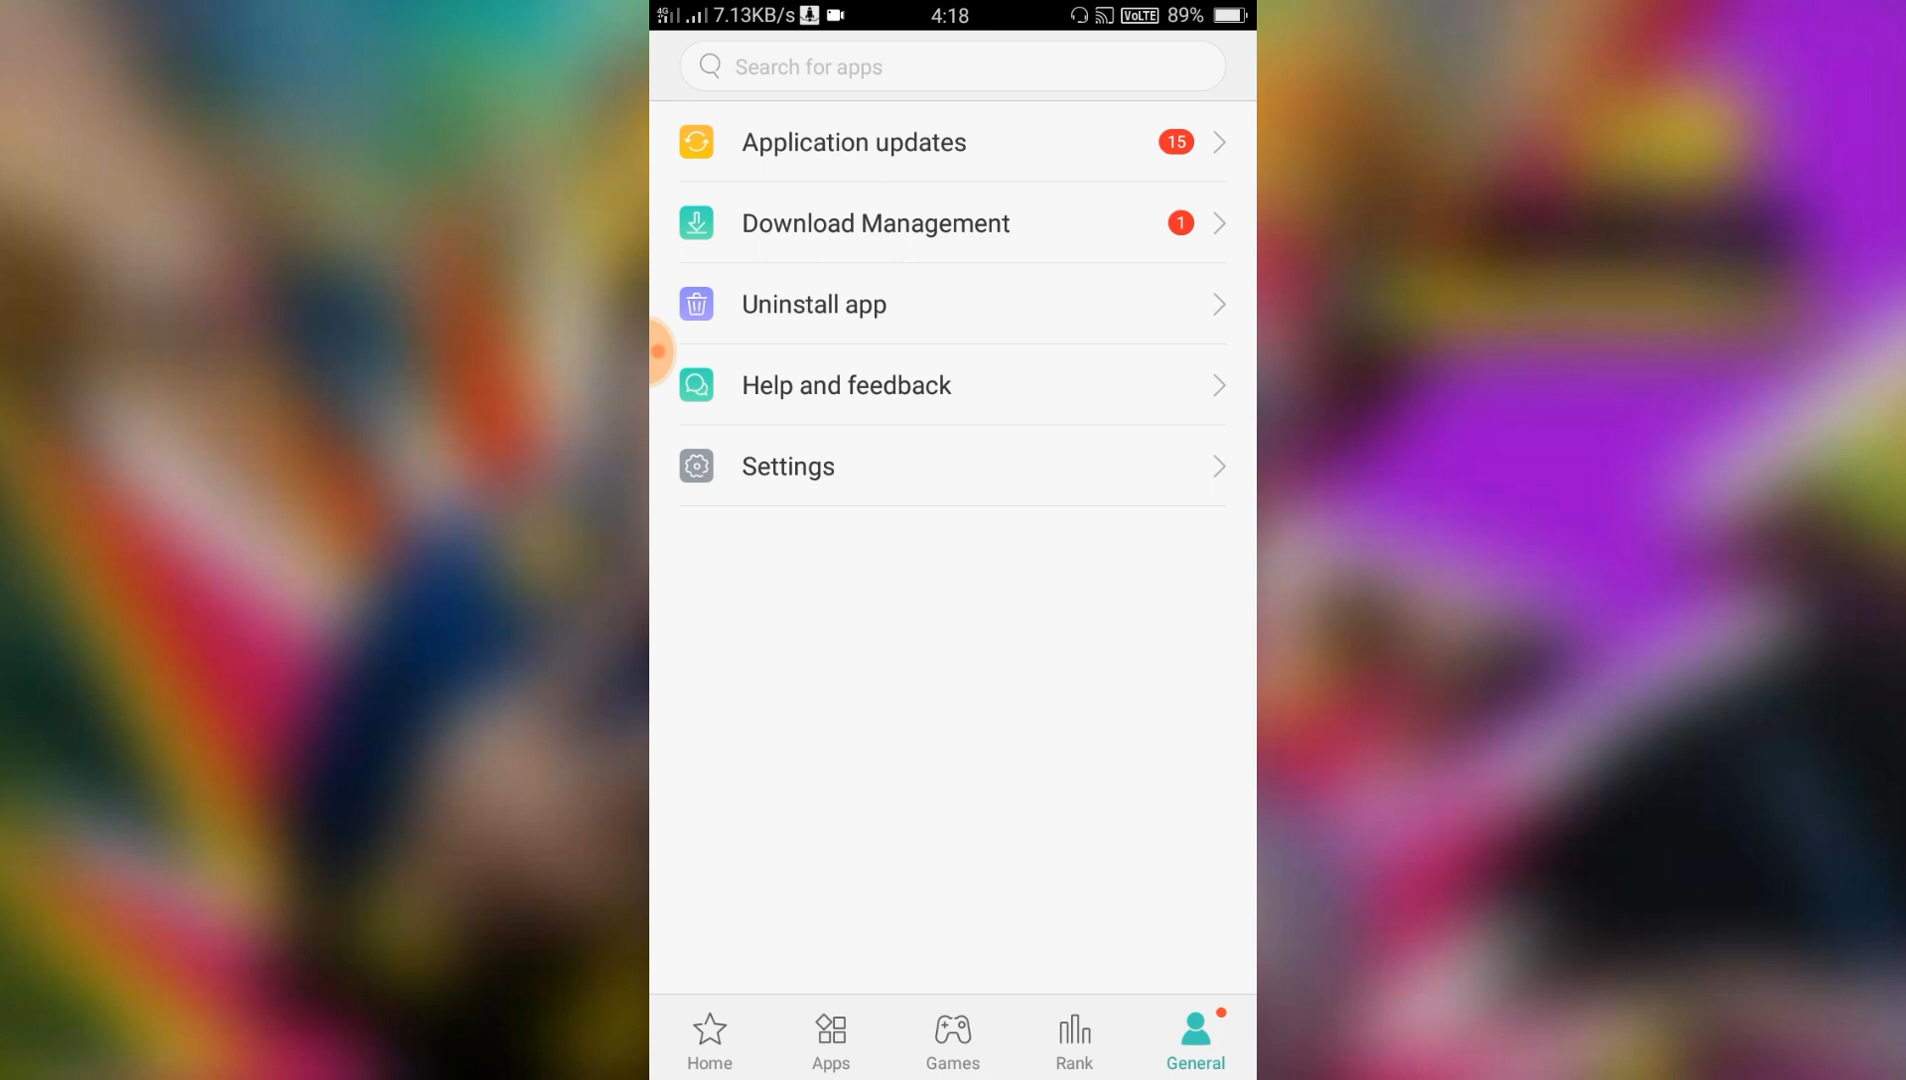 4G 7.13KB/s 4:18 VoLTE 89%
Search for apps
Application updates 15
Download Management 1
Uninstall app
Help and feedback
Settings
Home Apps Games Rank General